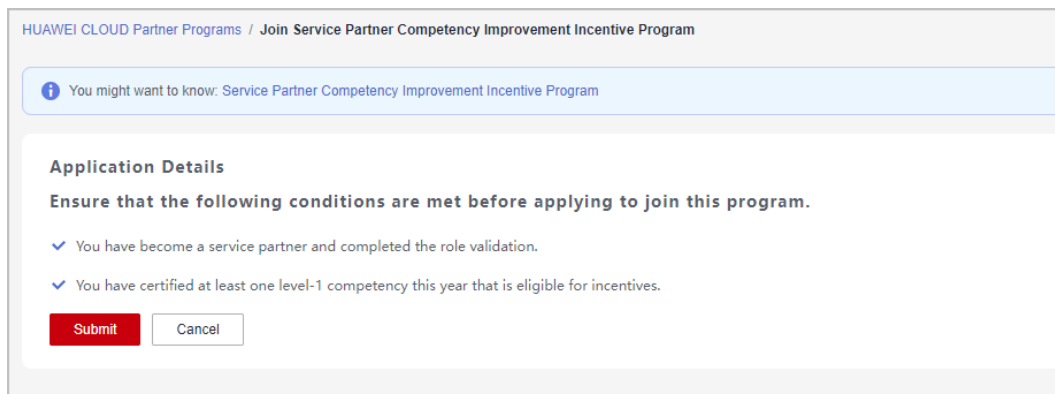 HUAWEI CLOUD Partner Programs / Join Service Partner Competency Improvement Incentive Program
You might want to know: Service Partner Competency Improvement Incentive Program
Application Details
Ensure that the following conditions are met before applying to join this program.
You have become a service partner and completed the role validation.
You have certified at least one level-1 competency this year that is eligible for incentives.
Submit Cancel